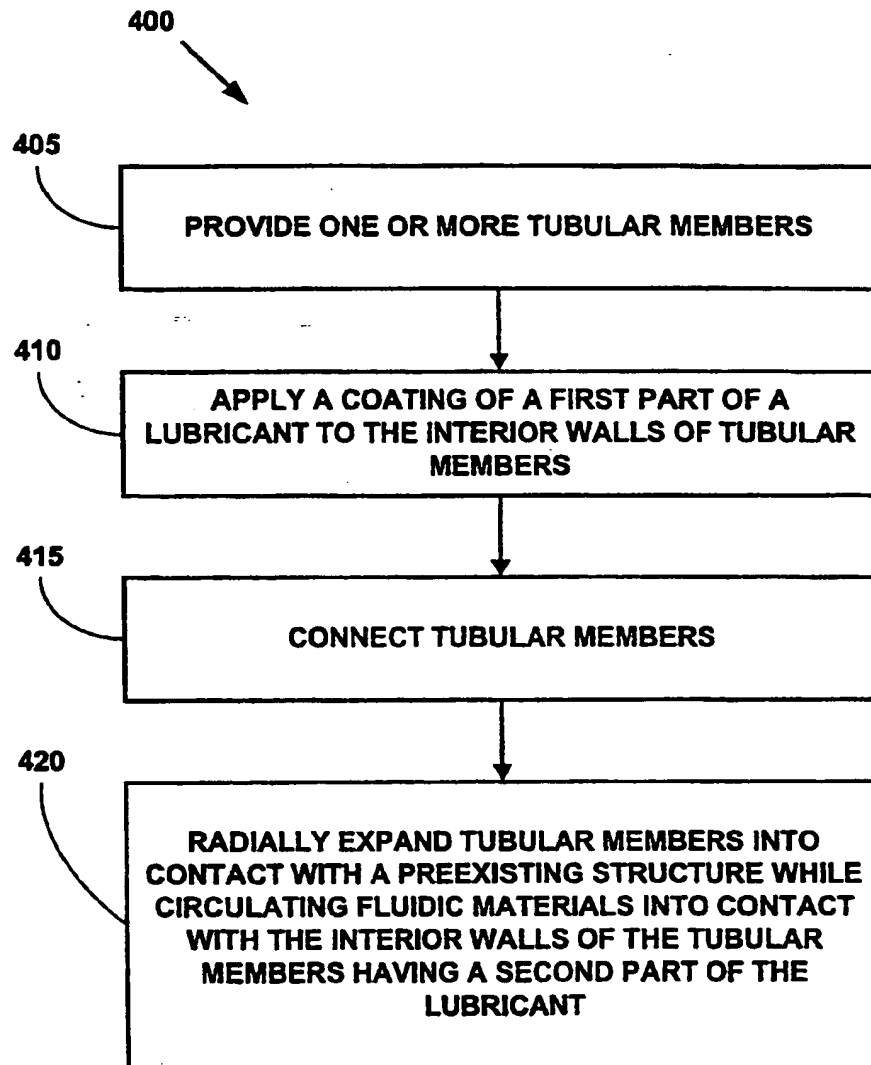 400
405
PROVIDE ONE OR MORE TUBULAR MEMBERS
410
APPLY A COATING OF A FIRST PART OF A
LUBRICANT TO THE INTERIOR WALLS OF TUBULAR
MEMBERS
415
CONNECT TUBULAR MEMBERS
420
RADIALLY EXPAND TUBULAR MEMBERS INTO
CONTACT WITH A PREEXISTING STRUCTURE WHILE
CIRCULATING FLUIDIC MATERIALS INTO CONTACT
WITH THE INTERIOR WALLS OF THE TUBULAR
MEMBERS HAVING A SECOND PART OF THE
LUBRICANT